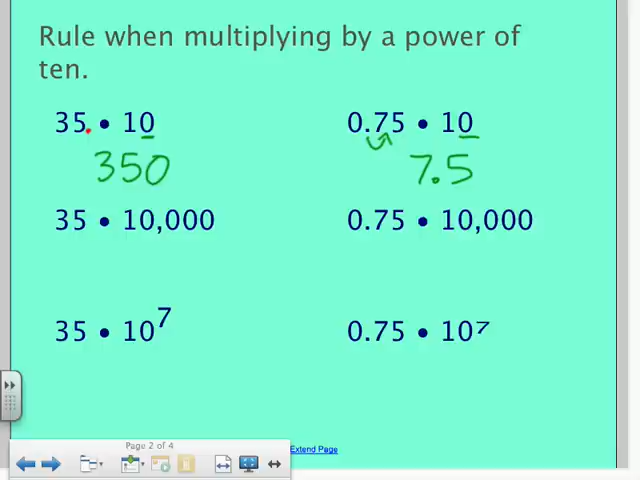 Rule when multiplying by a power of
ten.
35. • 10
0.75 • 10
350
7.5
35 • 10,000
0.75 • 10,000
35 • 10⁷
0.75 • 10⁷
Page 2 of 4
Extend Page